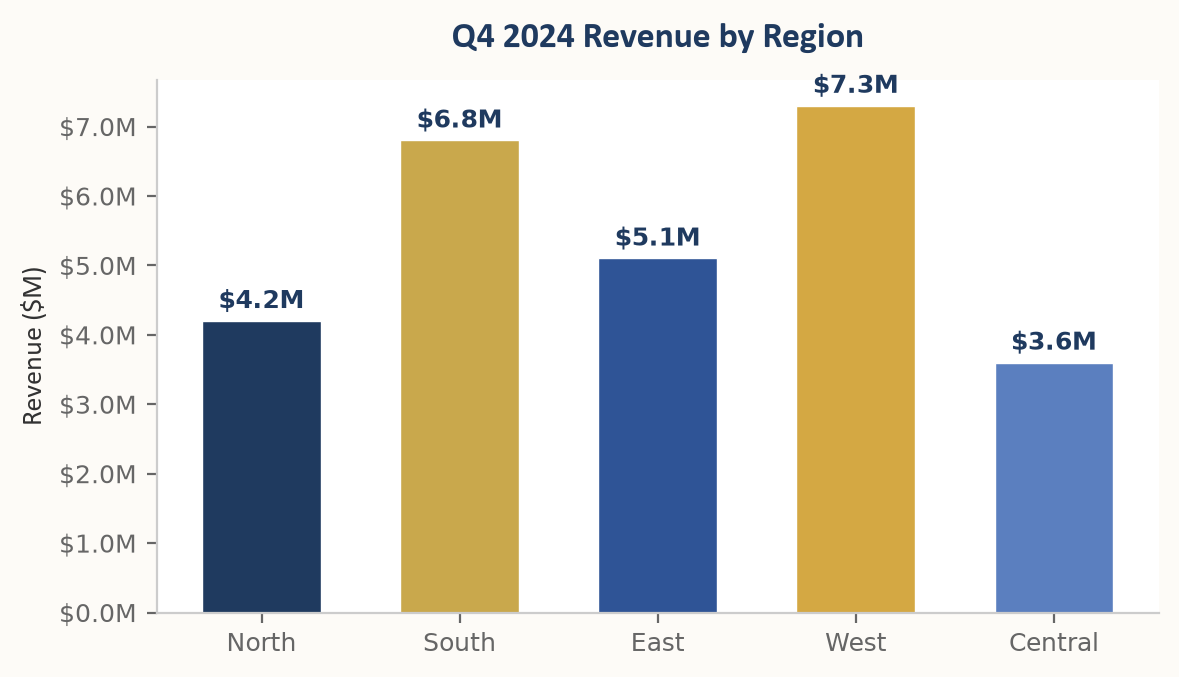 Q4 2024 Revenue by Region
Revenue ($M)
$7.0M
$6.0M
$5.0M
$4.0M
$3.0M
$2.0M
$1.0M
$0.0M
$4.2M
$6.8M
$5.1M
$7.3M
$3.6M
North
South
East
West
Central